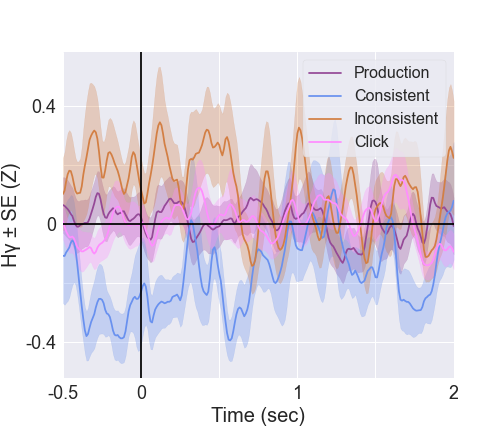 Production
Consistent
Inconsistent
Click
0.4
0
-0.4
Hγ ± SE (Z)
-0.5 0 1 2
Time (sec)